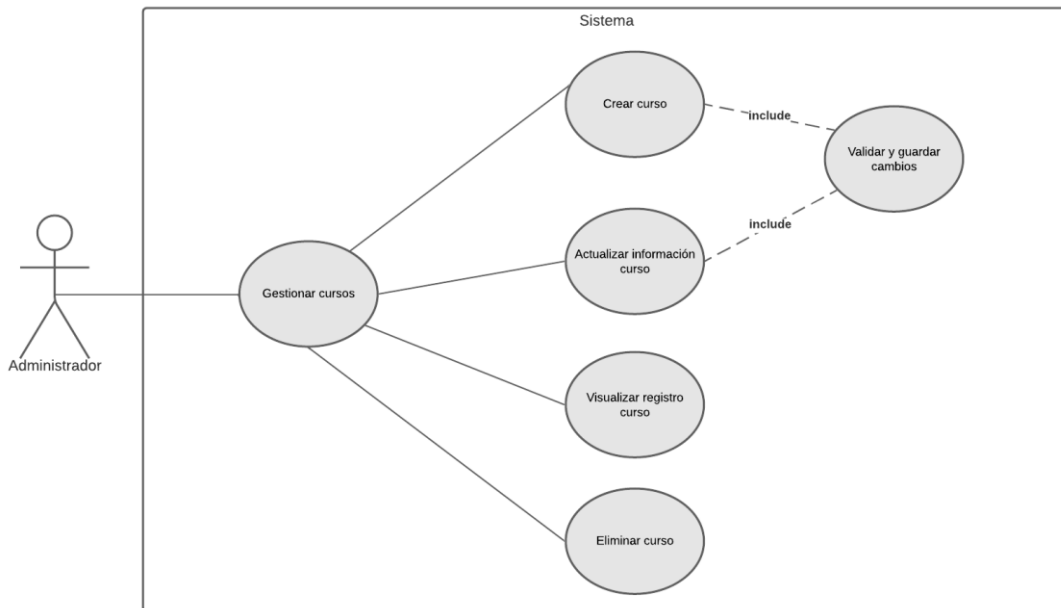 Sistema
Crear curso
include
Validar y guardar
cambios
Actualizar información
curso
include
Gestionar cursos
Administrador
Visualizar registro
curso
Eliminar curso